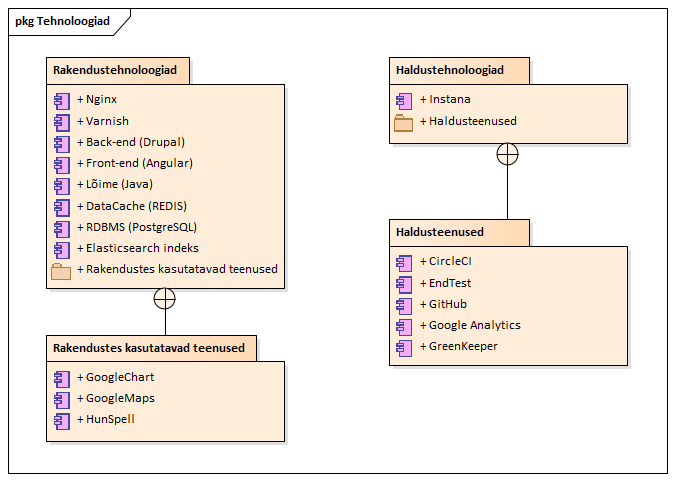 pkg Tehnoloogiad
Rakendustehnoloogiad
+ Nginx
+ Varnish
+ Back-end (Drupal)
+ Front-end (Angular)
+ Lõime (Java)
+ DataCache (REDIS)
+ RDBMS (PostgreSQL)
+ Elasticsearch indeks
+ Rakendustes kasutatavad teenused
Rakendustes kasutatavad teenused
+ GoogleChart
+ GoogleMaps
+ HunSpell
Haldustehnoloogiad
+ Instana
+ Haldusteenused
Haldusteenused
+ CircleCI
+ EndTest
+ GitHub
+ Google Analytics
+ GreenKeeper